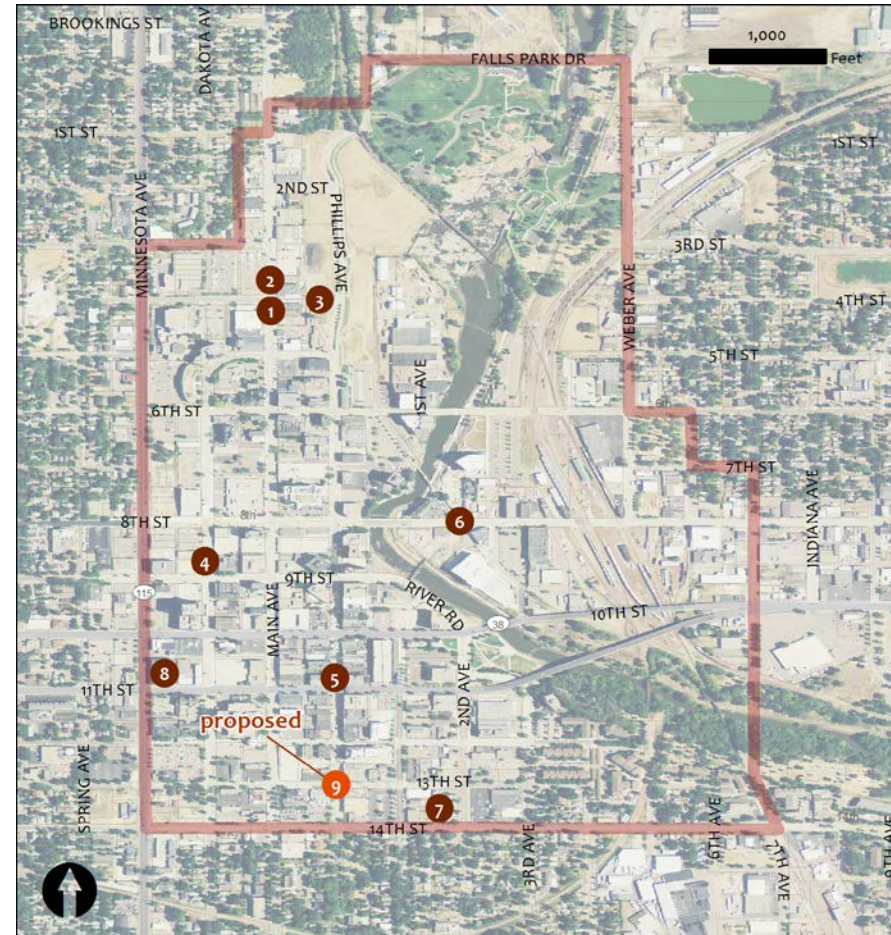 BROOKINGS ST
DAKOTA AV
FALLS PARK DR
1,000
Feet
1ST ST
1ST ST
2ND ST
PHILLIPS AVE
MINNESOTA AVE
3RD ST
2
3
1
4TH ST
WEBER AVE
5TH ST
1ST AVE
6TH ST
6th
7TH ST
INDIANA AVE
8TH ST
8th
6
4
9TH ST
115
RIVER RD
MAIN AVE
38
10TH ST
8
5
11TH ST
2ND AVE
proposed
9
13TH ST
7
SPRING AVE
14TH ST
3RD AVE
6TH AVE
7TH AVE